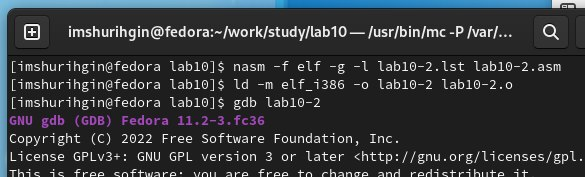 imshurihgin@fedora:~/work/study/lab10 — /usr/bin/mc -P /var/...
[imshurihgin@fedora lab10]$ nasm -f elf -g -l lab10-2.lst lab10-2.asm
[imshurihgin@fedora lab10]$ ld -m elf_i386 -o lab10-2 lab10-2.o
[imshurihgin@fedora lab10]$ gdb lab10-2
GNU gdb (GDB) Fedora 11.2-3.fc36
Copyright (C) 2022 Free Software Foundation, Inc.
License GPLv3+: GNU GPL version 3 or later <http://gnu.org/licenses/gpl.
This is free software: you are free to change and redistribute it